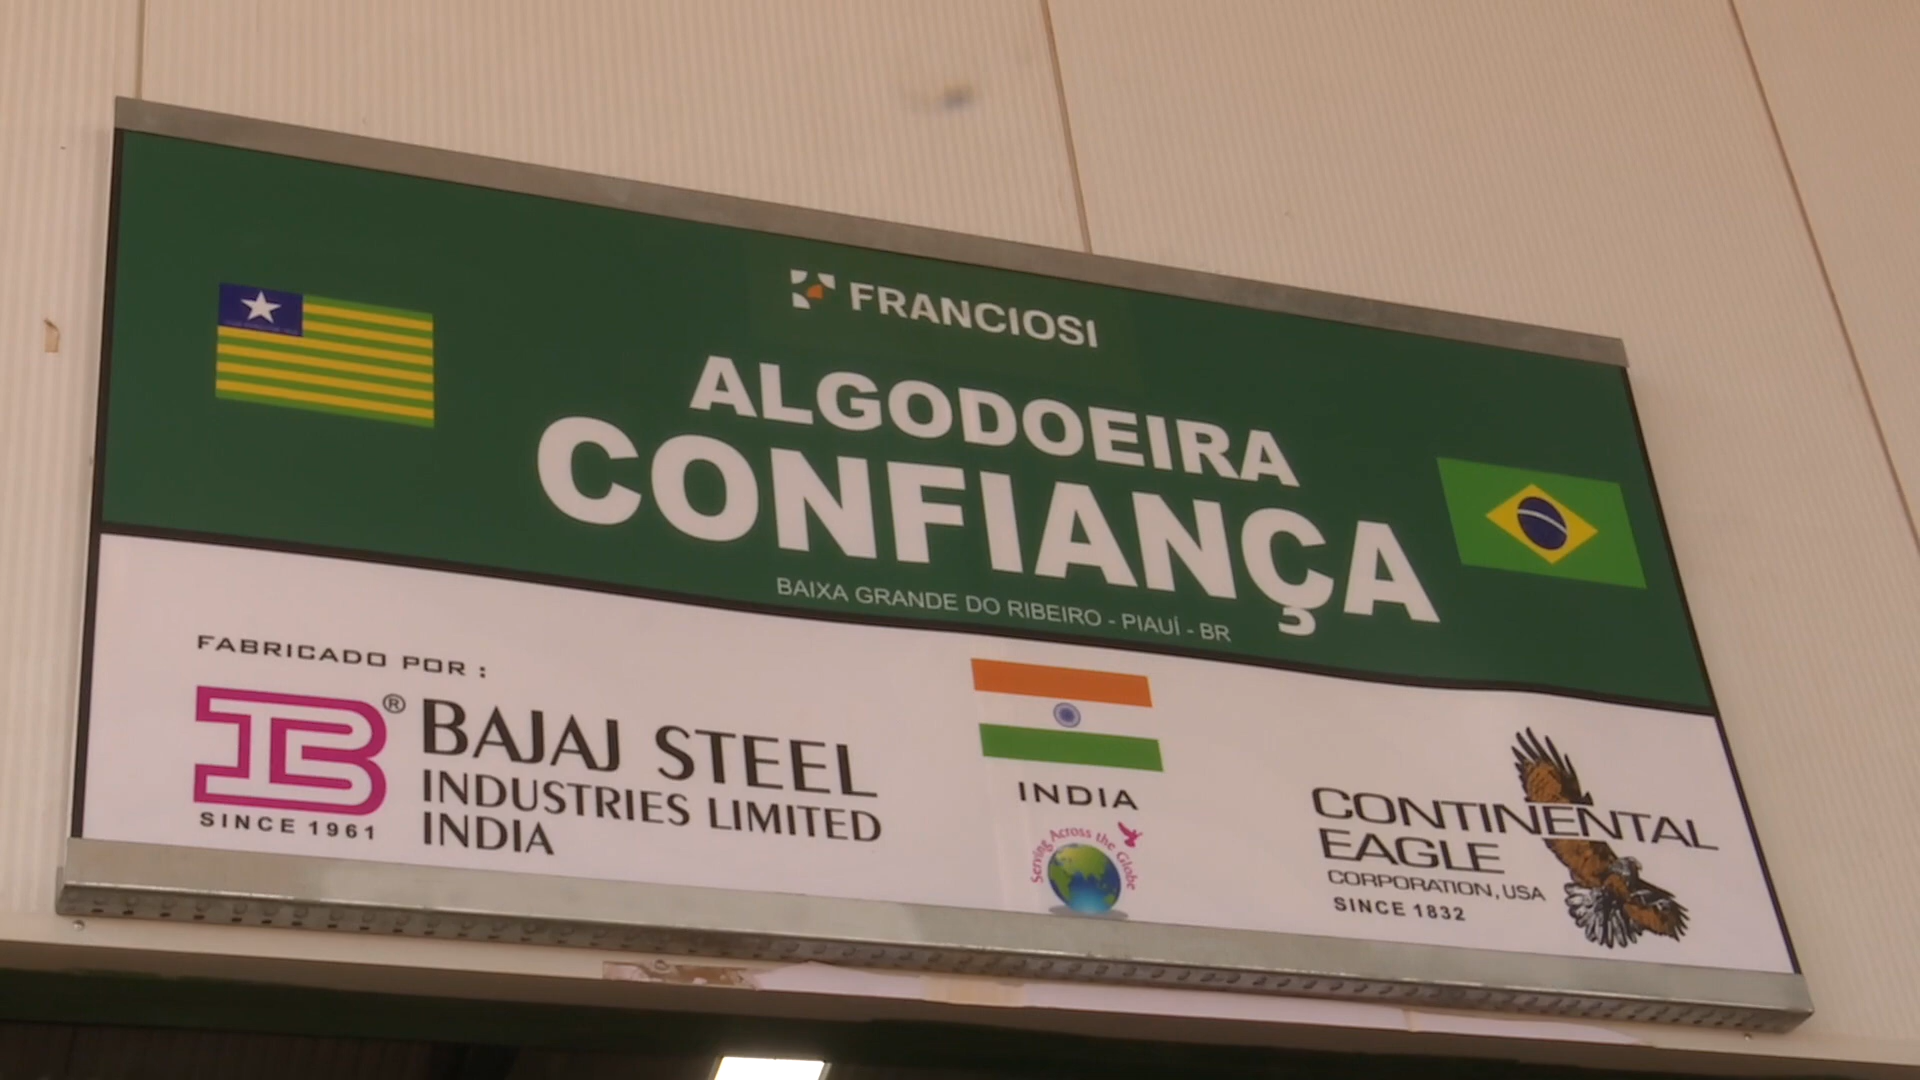 FRANCIOSI
ALGODOEIRA
CONFIANÇA
BAIXA GRANDE DO RIBEIRO - PIAUÍ - BR
FABRICADO POR :
B®
SINCE 1961
BAJAJ STEEL
INDUSTRIES LIMITED
INDIA
INDIA
Serving Across the Globe
CONTINENTAL
EAGLE
CORPORATION, USA
SINCE 1832